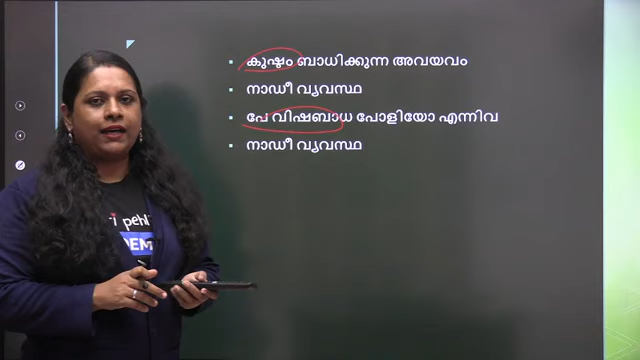 കുഷ്ഠം ബാധിക്കുന്ന അവയവം
നാഡീ വ്യവസ്ഥ
പേ വിഷബാധ പോളിയോ എന്നിവ
നാഡീ വ്യവസ്ഥ